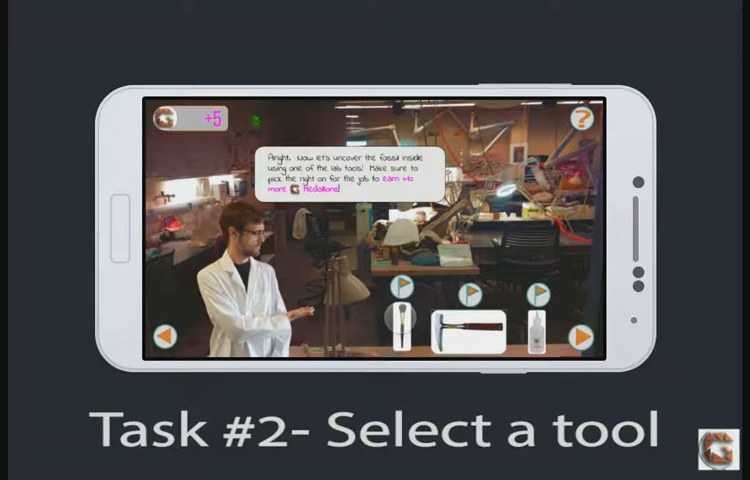 +5
?
Alright. Now let's uncover the fossil inside
using one of the lab tools! Make sure to
pick the right on for the job to earn +10
more G Medallions!
Task #2- Select a tool
G